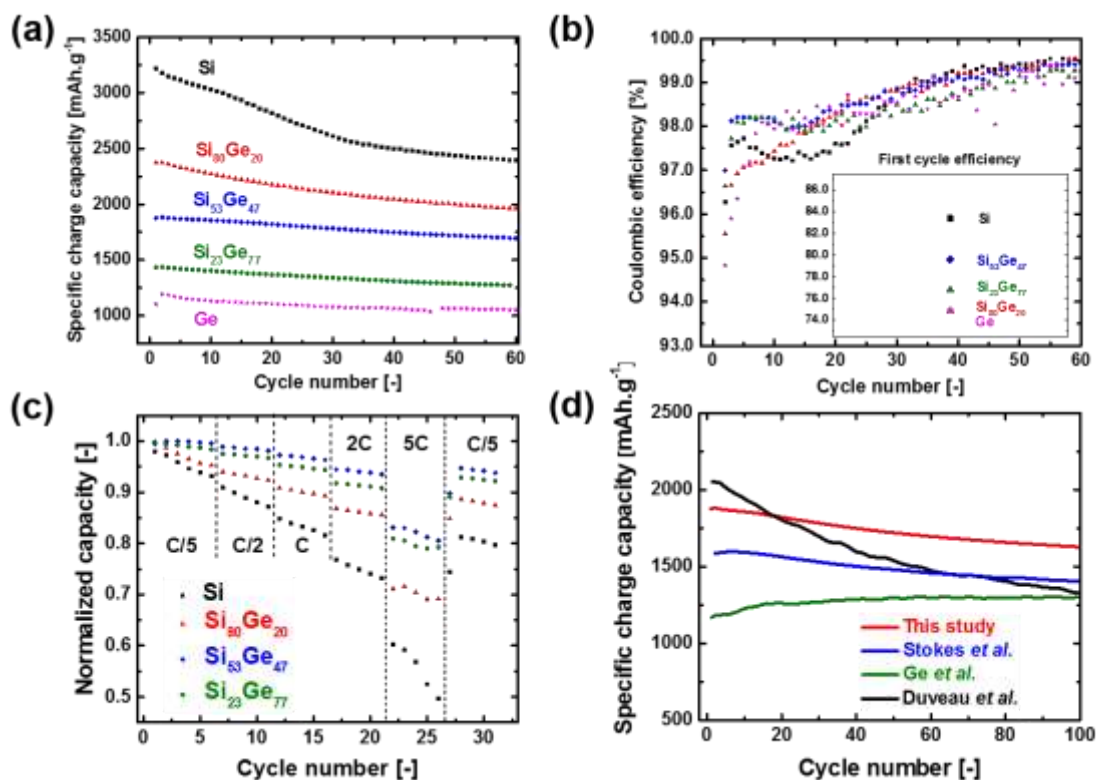 (a)
Specific charge capacity [mAh.g⁻¹]
3500
3000
2500
2000
1500
1000
Si
Si₈₀Ge₂₀
Si₅₃Ge₄₇
Si₂₃Ge₇₇
Ge
0 10 20 30 40 50 60
Cycle number [-]
(b)
Coulombic efficiency [%]
100.0
99.0
98.0
97.0
96.0
95.0
94.0
93.0
First cycle efficiency
86.0
84.0
82.0
80.0
78.0
76.0
74.0
Si
Si₅₃Ge₄₇
Si₂₃Ge₇₇
Si₈₀Ge₂₀
Ge
0 10 20 30 40 50 60
Cycle number [-]
(c)
Normalized capacity [-]
1.0
0.9
0.8
0.7
0.6
0.5
C/5
C/2
C
2C
5C
C/5
Si
Si₈₀Ge₂₀
Si₅₃Ge₄₇
Si₂₃Ge₇₇
0 5 10 15 20 25 30
Cycle number [-]
(d)
Specific charge capacity [mAh.g⁻¹]
2500
2000
1500
1000
500
This study
Stokes et al.
Ge et al.
Duveau et al.
0 20 40 60 80 100
Cycle number [-]